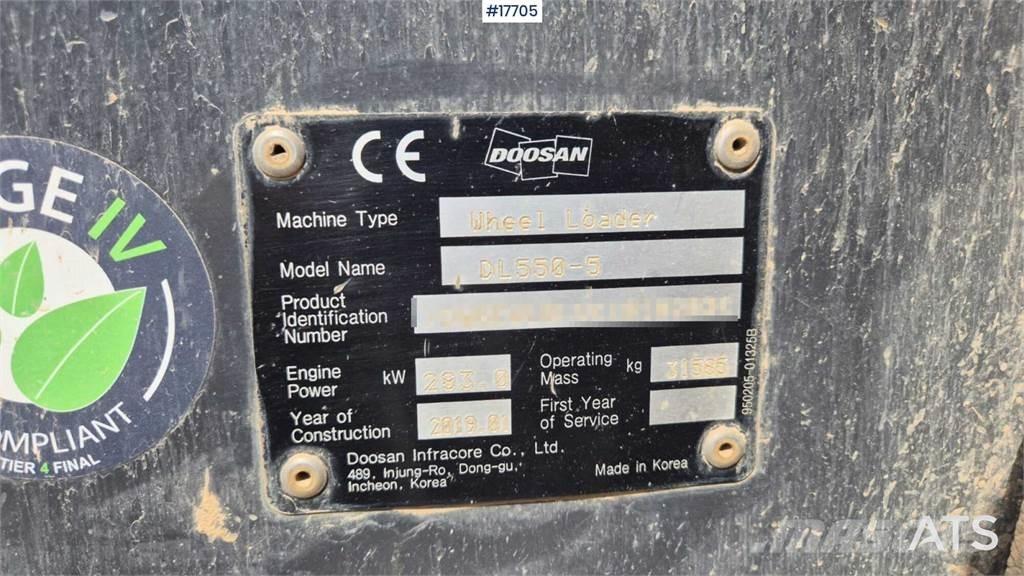 #17705
GE IV
OMPLIANT
TIER 4 FINAL
CE DOOSAN
Machine Type Wheel Loader
Model Name DL550-5
Product
Identification
Number
Engine
Power kW 283.0
Operating
Mass kg 31585
Year of
Construction 2019.01
First Year
of Service
Doosan Infracore Co., Ltd.
489, Injung-Ro, Dong-gu,
Incheon, Korea
Made in Korea
950205-01325B
ATS